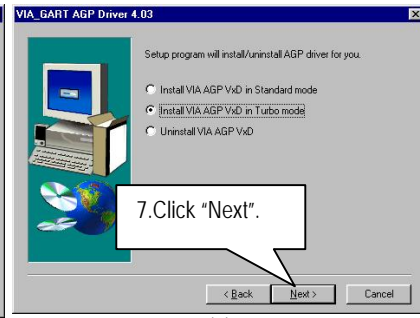 VIA_GART AGP Driver 4.03
Setup program will install/uninstall AGP driver for you.
Install VIA AGP VxD in Standard mode
Install VIA AGP VxD in Turbo mode
Uninstall VIA AGP VxD
7.Click “Next”.
< Back Next > Cancel